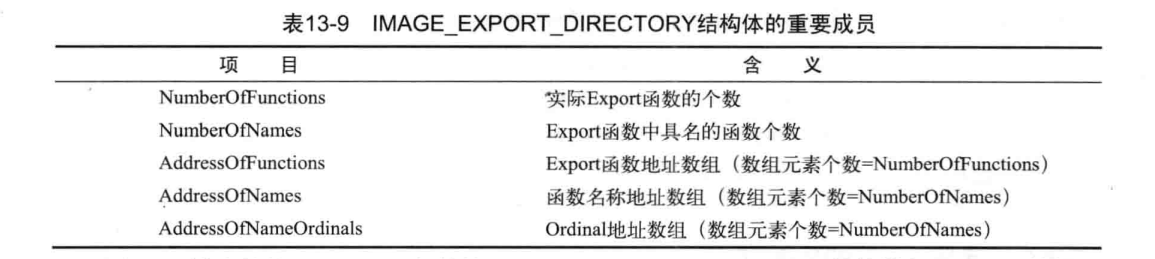 表13-9 IMAGE_EXPORT_DIRECTORY结构体的重要成员
项 目 含 义
NumberOfFunctions 实际Export函数的个数
NumberOfNames Export函数中具名的函数个数
AddressOfFunctions Export函数地址数组（数组元素个数=NumberOfFunctions）
AddressOfNames 函数名称地址数组（数组元素个数=NumberOfNames）
AddressOfNameOrdinals Ordinal地址数组（数组元素个数=NumberOfNames）